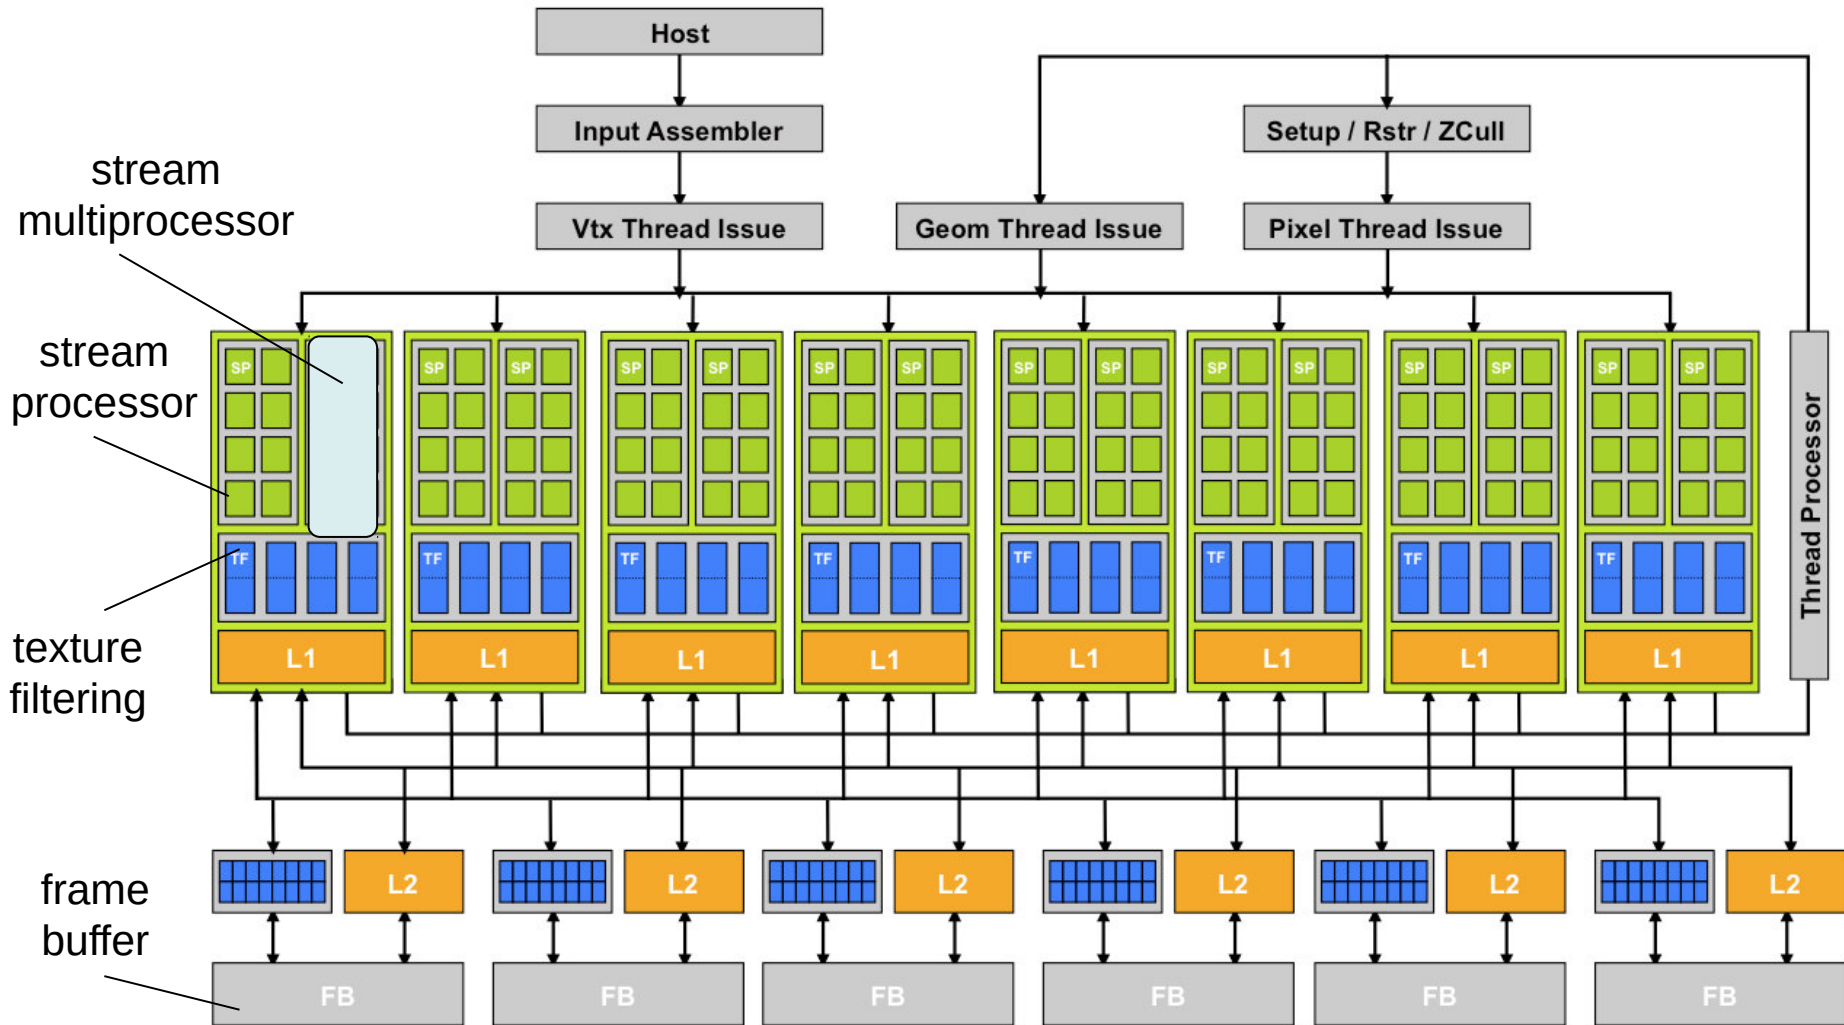 Host
Input Assembler
Setup / Rstr / ZCull
stream
multiprocessor
Vtx Thread Issue
Geom Thread Issue
Pixel Thread Issue
stream
processor
SP
SP SP
SP SP
SP SP
SP SP
SP SP
SP SP
SP SP
Thread Processor
TF
TF
TF
TF
TF
TF
TF
TF
texture
filtering
L1
L1
L1
L1
L1
L1
L1
L1
frame
buffer
L2
L2
L2
L2
L2
L2
FB
FB
FB
FB
FB
FB